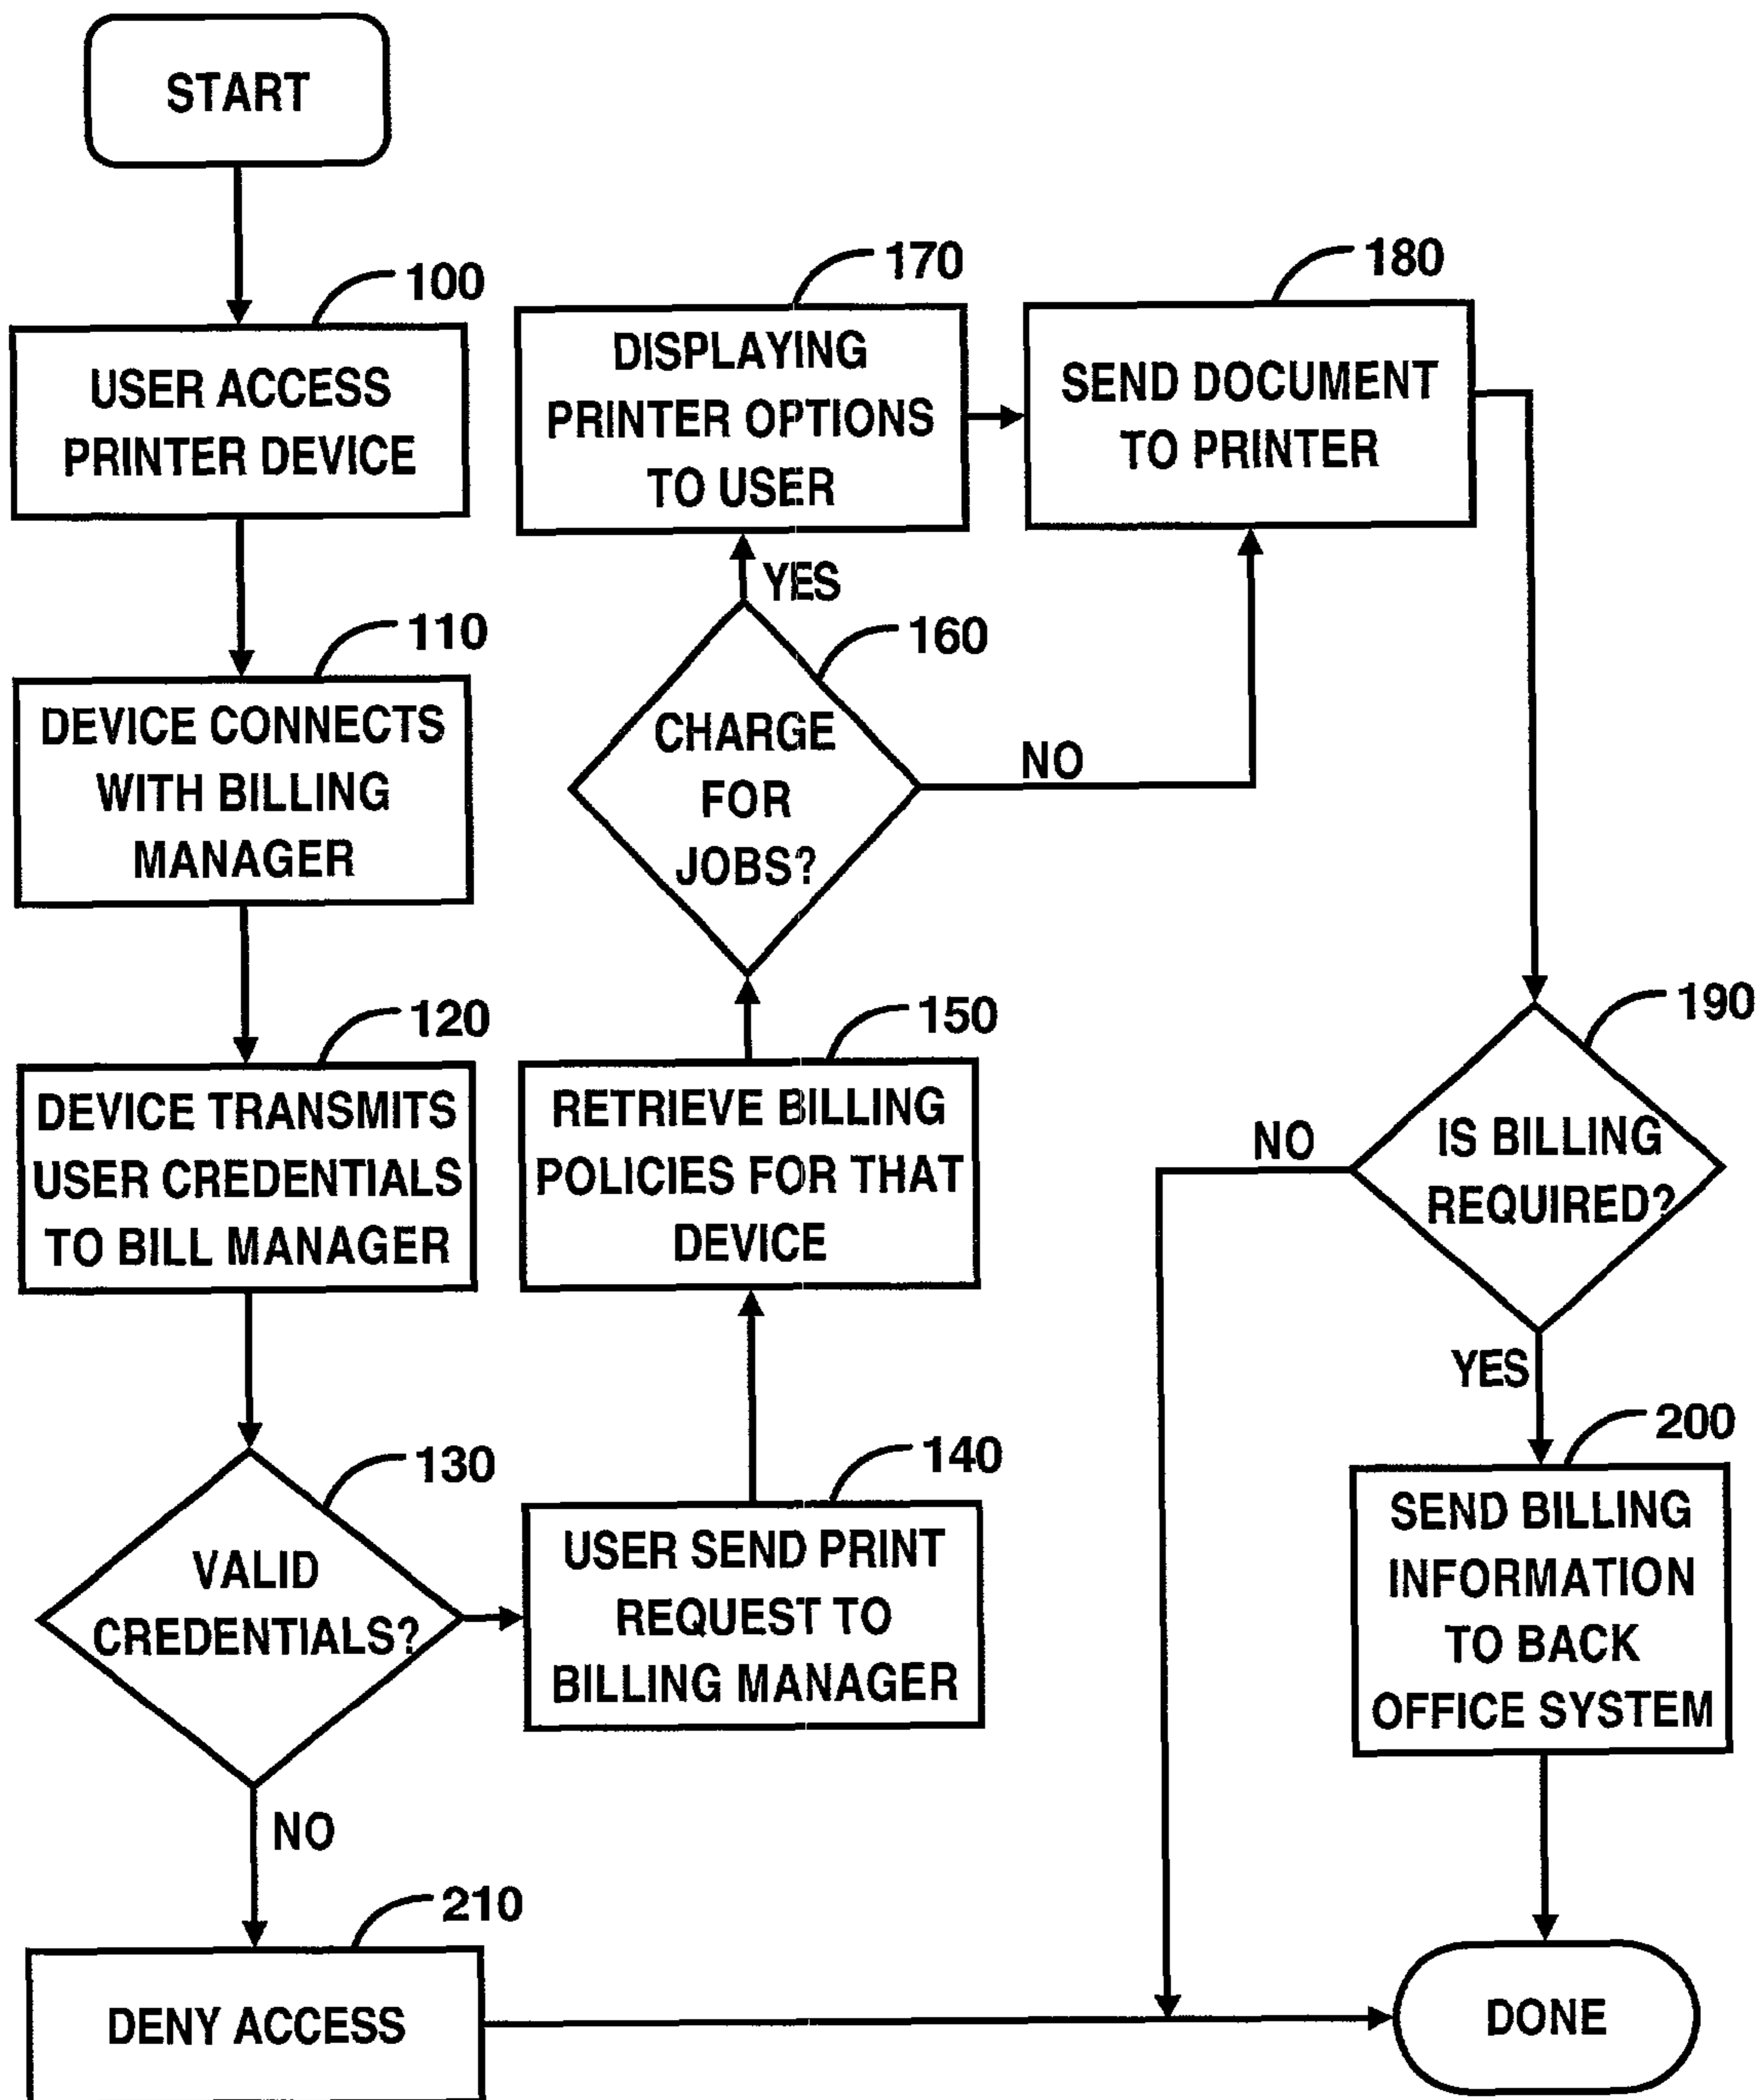 START
100
USER ACCESS
PRINTER DEVICE
110
DEVICE CONNECTS
WITH BILLING
MANAGER
120
DEVICE TRANSMITS
USER CREDENTIALS
TO BILL MANAGER
130
VALID
CREDENTIALS?
NO
210
DENY ACCESS
140
USER SEND PRINT
REQUEST TO
BILLING MANAGER
150
RETRIEVE BILLING
POLICIES FOR THAT
DEVICE
160
CHARGE
FOR
JOBS?
YES
NO
170
DISPLAYING
PRINTER OPTIONS
TO USER
180
SEND DOCUMENT
TO PRINTER
190
IS BILLING
REQUIRED?
NO
YES
200
SEND BILLING
INFORMATION
TO BACK
OFFICE SYSTEM
DONE